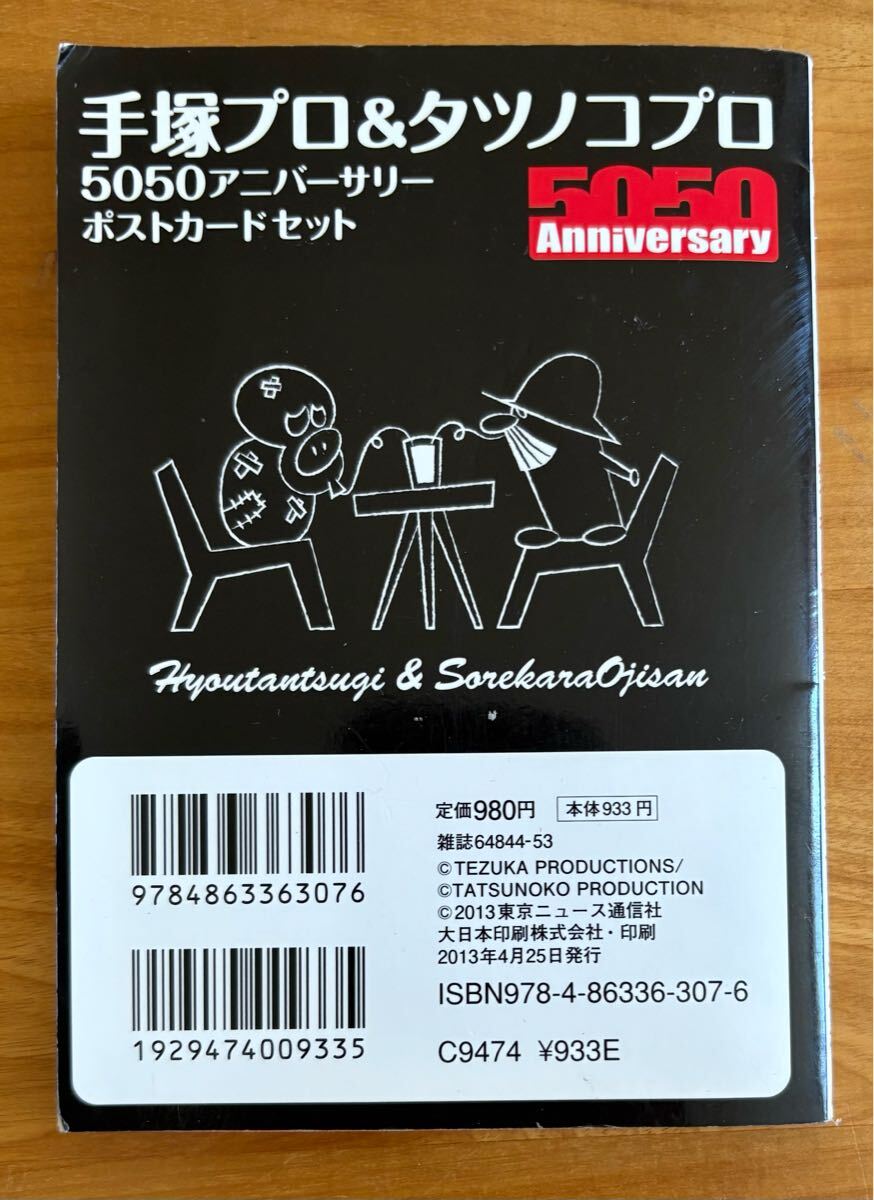 手塚プロ&タツノコプロ
5050アニバーサリー
ポストカードセット
5050
Anniversary
Hyoutantsugi & SorekaraOjisan
9784863363076
1929474009335
定価980円 本体933円
雑誌64844-53
©TEZUKA PRODUCTIONS/
©TATSUNOKO PRODUCTION
©2013東京ニュース通信社
大日本印刷株式会社・印刷
2013年4月25日発行
ISBN978-4-86336-307-6
C9474 ¥933E